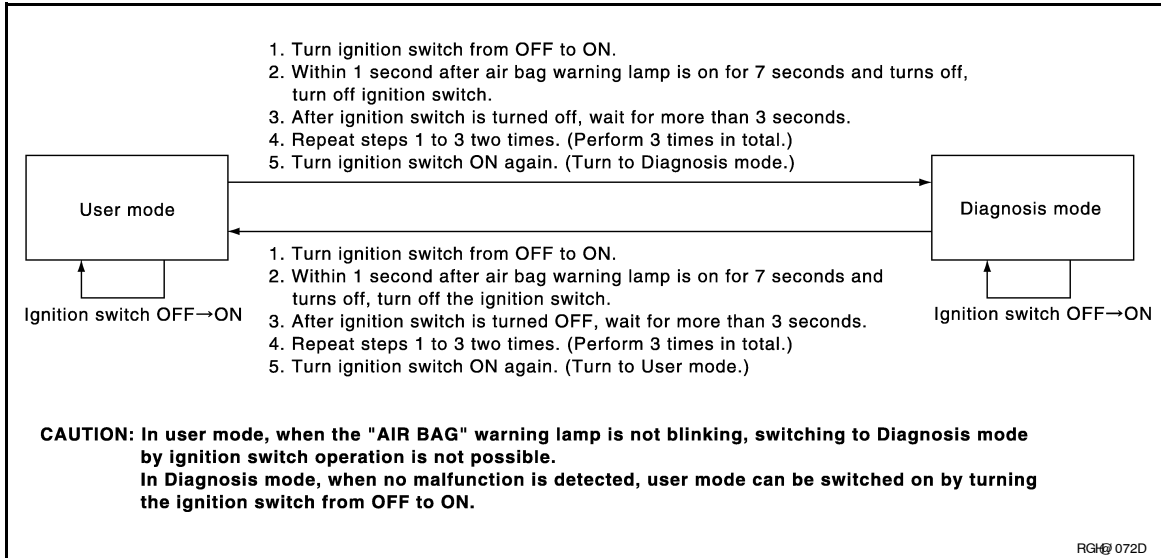 1. Turn ignition switch from OFF to ON.
2. Within 1 second after air bag warning lamp is on for 7 seconds and turns off,
turn off ignition switch.
3. After ignition switch is turned off, wait for more than 3 seconds.
4. Repeat steps 1 to 3 two times. (Perform 3 times in total.)
5. Turn ignition switch ON again. (Turn to Diagnosis mode.)
User mode
Diagnosis mode
Ignition switch OFF→ON
Ignition switch OFF→ON
1. Turn ignition switch from OFF to ON.
2. Within 1 second after air bag warning lamp is on for 7 seconds and
turns off, turn off the ignition switch.
3. After ignition switch is turned OFF, wait for more than 3 seconds.
4. Repeat steps 1 to 3 two times. (Perform 3 times in total.)
5. Turn ignition switch ON again. (Turn to User mode.)
CAUTION: In user mode, when the "AIR BAG" warning lamp is not blinking, switching to Diagnosis mode
by ignition switch operation is not possible.
In Diagnosis mode, when no malfunction is detected, user mode can be switched on by turning
the ignition switch from OFF to ON.
072D